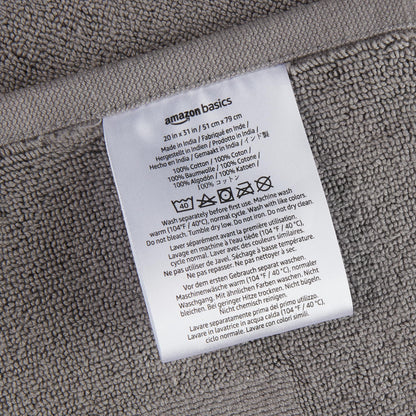 amazon basics
20 in x 31 in / 51 cm x 79 cm
Made in India / Fabriqué en Inde /
Hergestellt in Indien / Prodotto in India /
Hecho en India / Gemaakt in India / インド製
100% Cotton / 100% Coton /
100% Baumwolle / 100% Cotone /
100% Algodón / 100% Katoen /
100% コットン
40
Wash separately before first use. Machine wash
warm (104 °F / 40 °C), normal cycle. Wash with like colors.
Do not bleach. Tumble dry low. Do not iron. Do not dry clean.
Laver séparément avant la première utilisation.
Lavage en machine à l'eau tiède (104 °F / 40 °C),
cycle normal. Laver avec des couleurs similaires.
Ne pas utiliser de Javel. Séchage à basse température.
Ne pas repasser. Ne pas nettoyer à sec.
Vor dem ersten Gebrauch separat waschen.
Maschinenwäsche warm (104 °F / 40 °C), normaler
Waschgang. Mit ähnlichen Farben waschen. Nicht
bleichen. Bei geringer Hitze trocknen. Nicht bügeln.
Nicht chemisch reinigen.
Lavare separatamente prima del primo utilizzo.
Lavare in lavatrice in acqua calda (104 °F / 40 °C),
ciclo normale. Lavare con colori simili.